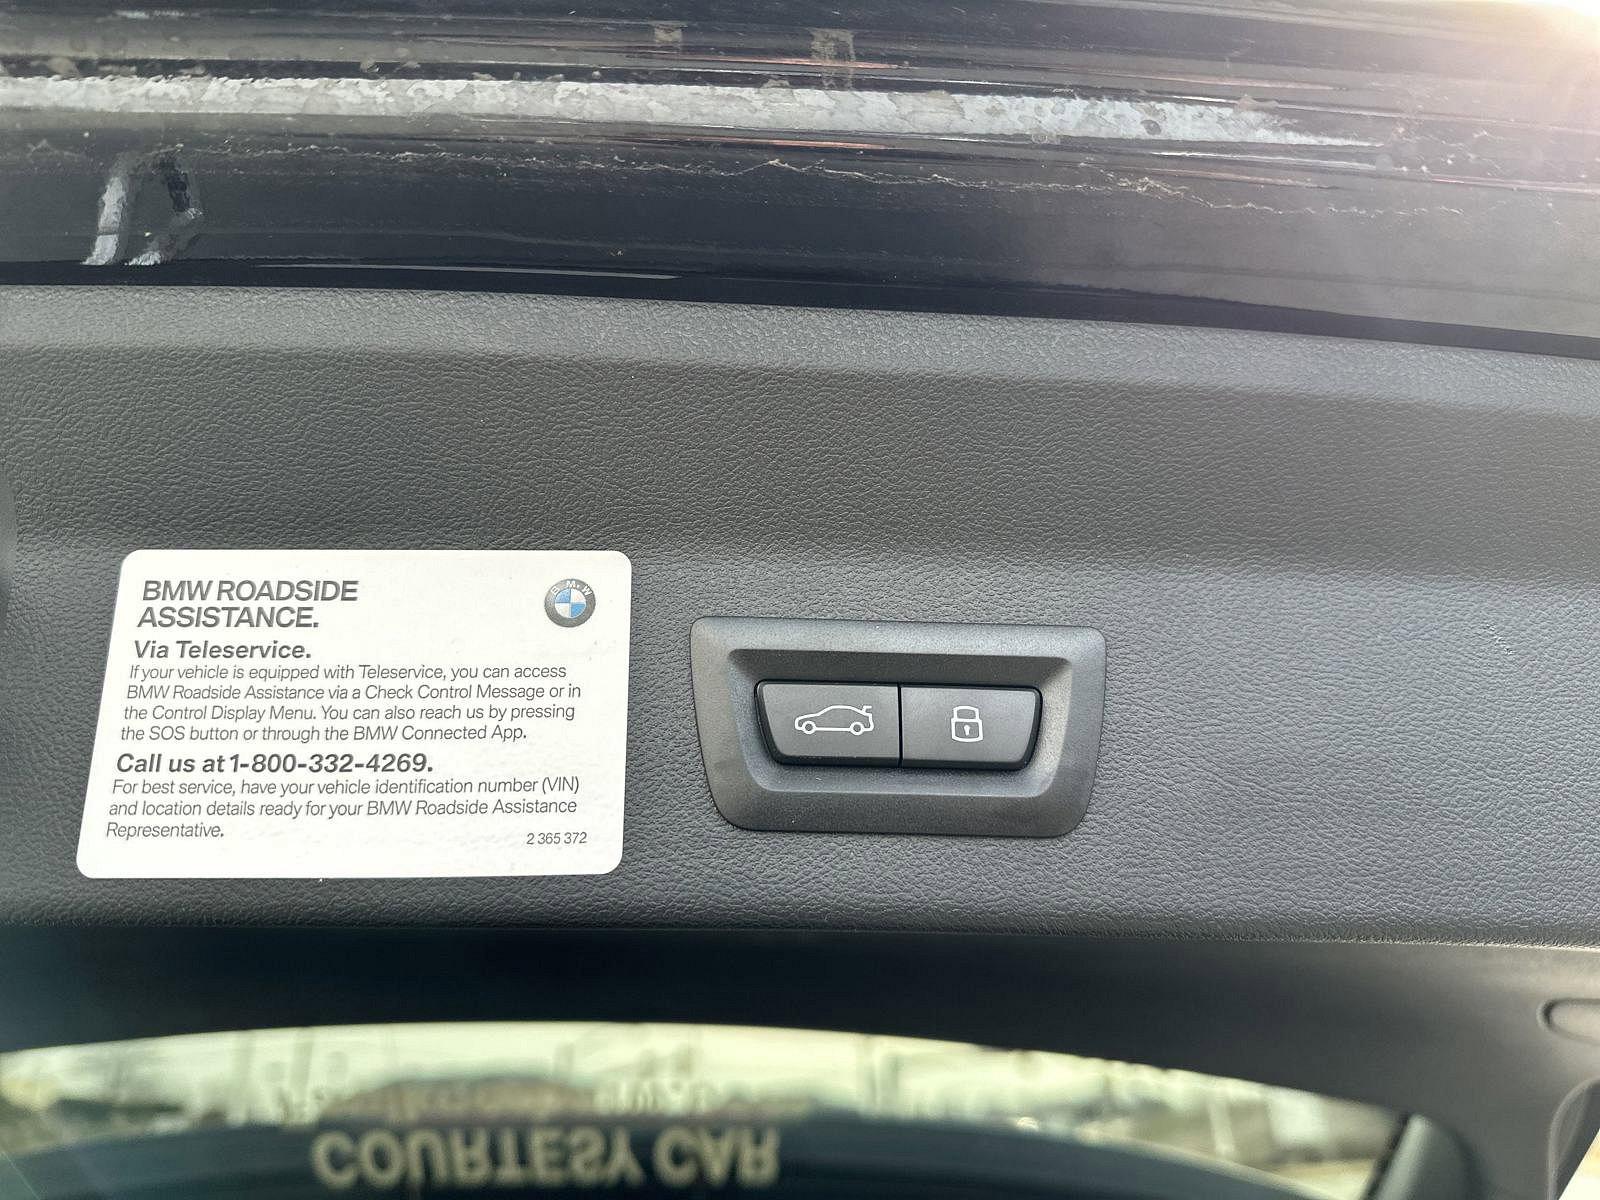 BMW ROADSIDE
ASSISTANCE.
BMW
Via Teleservice.
If your vehicle is equipped with Teleservice, you can access
BMW Roadside Assistance via a Check Control Message or in
the Control Display Menu. You can also reach us by pressing
the SOS button or through the BMW Connected App.
Call us at 1-800-332-4269.
For best service, have your vehicle identification number (VIN)
and location details ready for your BMW Roadside Assistance
Representative.
2 365 372
COURTESY CAR